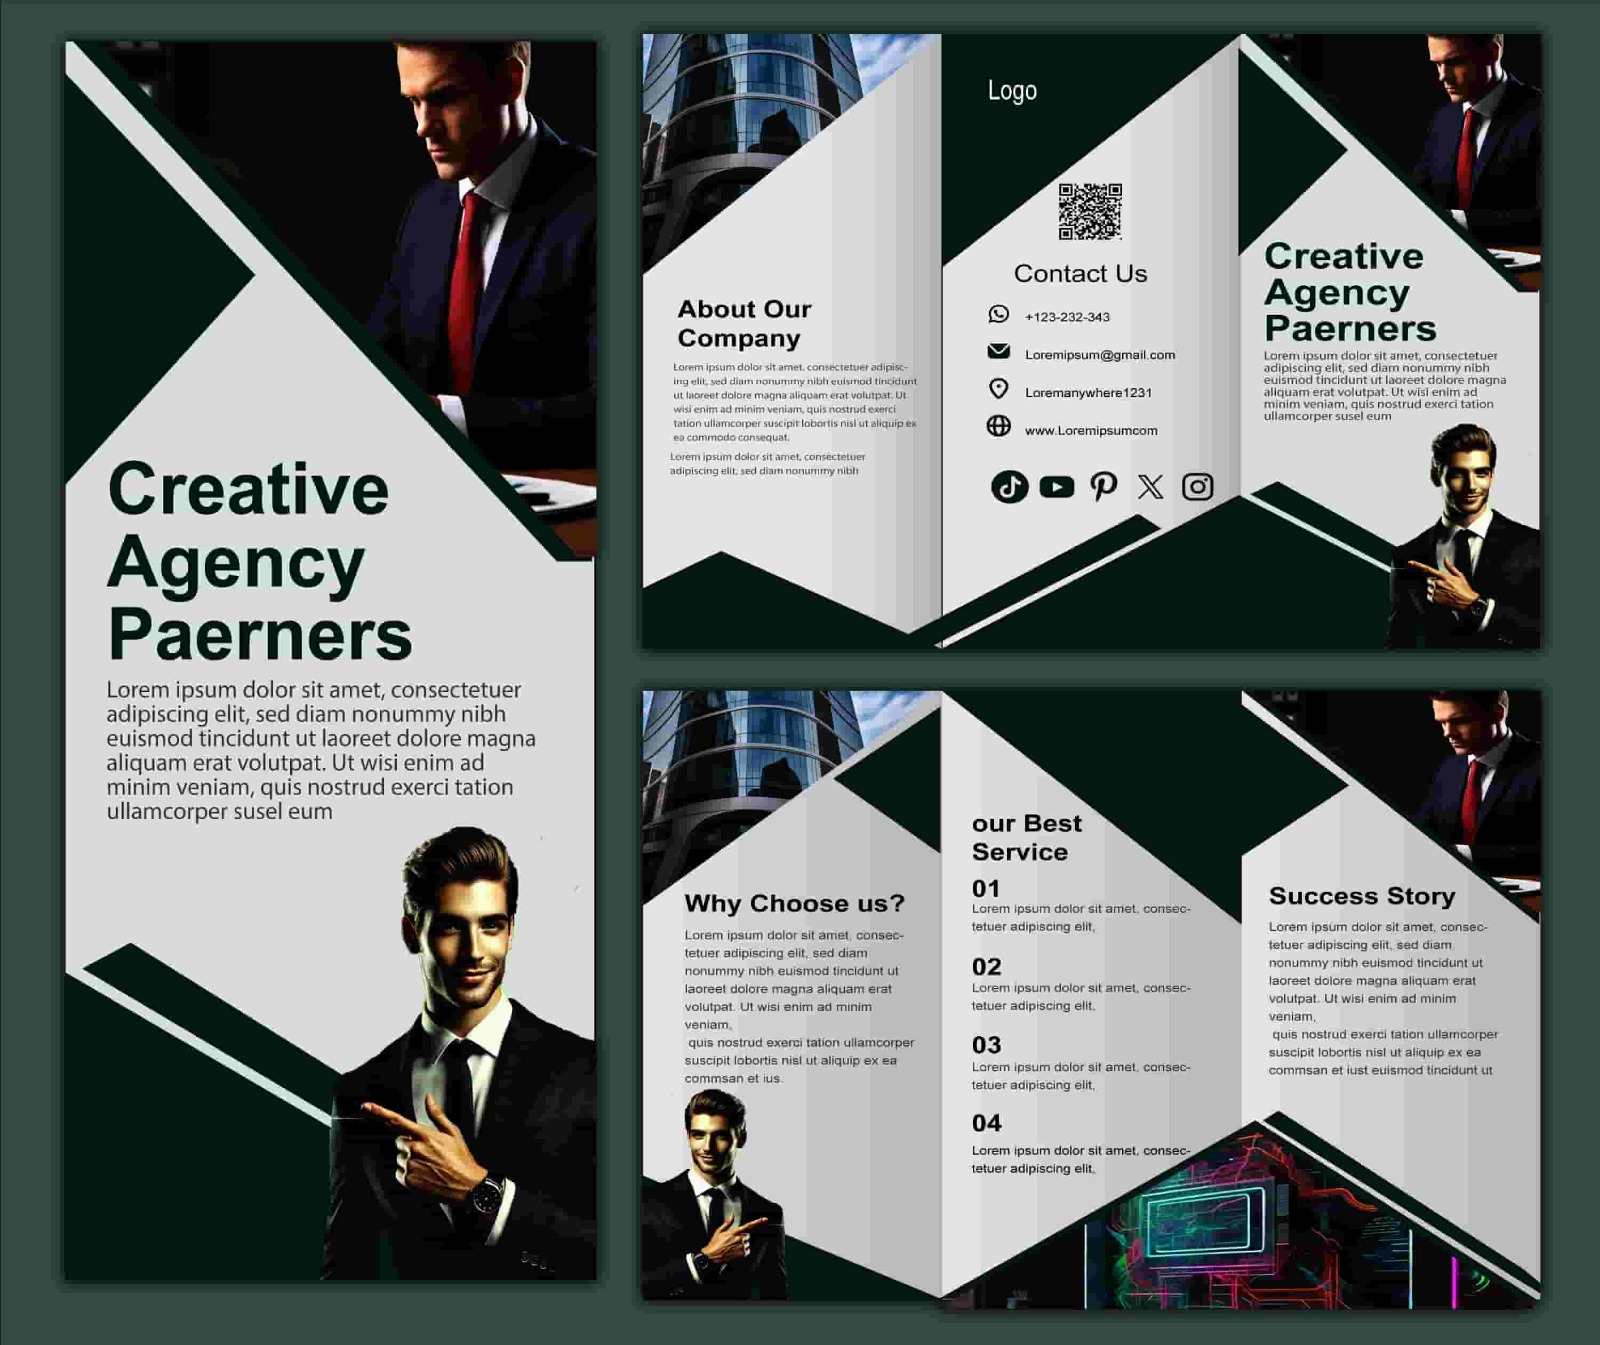 Creative
Agency
Paerners
Lorem ipsum dolor sit amet, consectetuer
adipiscing elit, sed diam nonummy nibh
euismod tincidunt ut laoreet dolore magna
aliquam erat volutpat. Ut wisi enim ad
minim veniam, quis nostrud exerci tation
ullamcorper susel eum
About Our
Company
Lorem ipsum dolor sit amet, consectetuer adipisc-
ing elit, sed diam nonummy nibh euismod tincidunt
ut laoreet dolore magna aliquam erat volutpat. Ut
wisi enim ad minim veniam, quis nostrud exerci
tation ullamcorper suscipit lobortis nisl ut aliquip ex
ea commodo consequat.
Lorem ipsum dolor sit amet, consectetuer
adipiscing elit, sed diam nonummy nibh
Logo
Contact Us
+123-232-343
Loremipsum@gmail.com
Loremanywhere1231
www.Loremipsumcom
Creative
Agency
Paerners
Lorem ipsum dolor sit amet, consectetuer
adipiscing elit, sed diam nonummy nibh
euismod tincidunt ut laoreet dolore magna
aliquam erat volutpat. Ut wisi enim ad
minim veniam, quis nostrud exerci tation
ullamcorper susel eum
Why Choose us?
Lorem ipsum dolor sit amet, consec-
tetuer adipiscing elit, sed diam
nonummy nibh euismod tincidunt ut
laoreet dolore magna aliquam erat
volutpat. Ut wisi enim ad minim
veniam,
quis nostrud exerci tation ullamcorper
suscipit lobortis nisl ut aliquip ex ea
commsan et ius.
our Best
Service
01
Lorem ipsum dolor sit amet, consec-
tetuer adipiscing elit,
02
Lorem ipsum dolor sit amet, consec-
tetuer adipiscing elit,
03
Lorem ipsum dolor sit amet, consec-
tetuer adipiscing elit,
04
Lorem ipsum dolor sit amet, consec-
tetuer adipiscing elit,
Success Story
Lorem ipsum dolor sit amet, consec-
tetuer adipiscing elit, sed diam
nonummy nibh euismod tincidunt ut
laoreet dolore magna aliquam erat
volutpat. Ut wisi enim ad minim
veniam,
quis nostrud exerci tation ullamcorper
suscipit lobortis nisl ut aliquip ex ea
commsan et iust euismod tincidunt ut